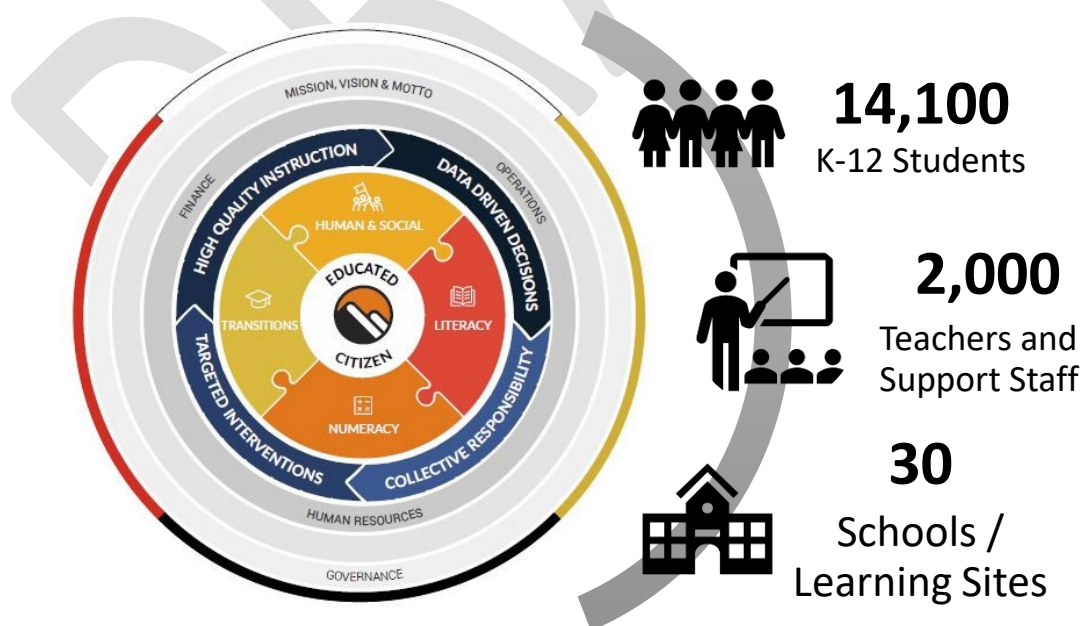 MISSION, VISION & MOTTO
FINANCE
OPERATIONS
HIGH QUALITY INSTRUCTION
DATA DRIVEN DECISIONS
HUMAN & SOCIAL
EDUCATED
TRANSITIONS
LITERACY
CITIZEN
NUMERACY
TARGETED INTERVENTIONS
COLLECTIVE RESPONSIBILITY
HUMAN RESOURCES
GOVERNANCE
14,100
K-12 Students
2,000
Teachers and
Support Staff
30
Schools /
Learning Sites